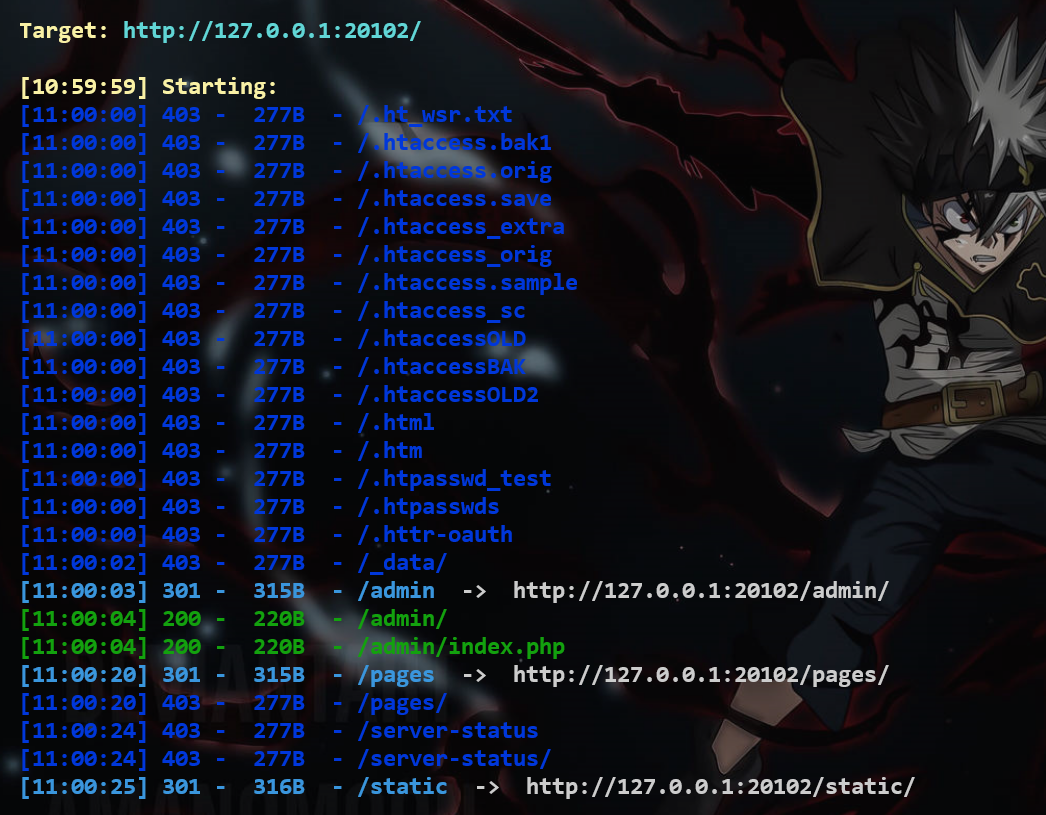 Target: http://127.0.0.1:20102/
[10:59:59] Starting:
[11:00:00] 403 -  277B  - /.ht_wsr.txt
[11:00:00] 403 -  277B  - /.htaccess.bak1
[11:00:00] 403 -  277B  - /.htaccess.orig
[11:00:00] 403 -  277B  - /.htaccess.save
[11:00:00] 403 -  277B  - /.htaccess_extra
[11:00:00] 403 -  277B  - /.htaccess_orig
[11:00:00] 403 -  277B  - /.htaccess.sample
[11:00:00] 403 -  277B  - /.htaccess_sc
[11:00:00] 403 -  277B  - /.htaccessOLD
[11:00:00] 403 -  277B  - /.htaccessBAK
[11:00:00] 403 -  277B  - /.htaccessOLD2
[11:00:00] 403 -  277B  - /.html
[11:00:00] 403 -  277B  - /.htm
[11:00:00] 403 -  277B  - /.htpasswd_test
[11:00:00] 403 -  277B  - /.htpasswds
[11:00:00] 403 -  277B  - /.httr-oauth
[11:00:02] 403 -  277B  - /_data/
[11:00:03] 301 -  315B  - /admin  ->  http://127.0.0.1:20102/admin/
[11:00:04] 200 -  220B  - /admin/
[11:00:04] 200 -  220B  - /admin/index.php
[11:00:20] 301 -  315B  - /pages  ->  http://127.0.0.1:20102/pages/
[11:00:20] 403 -  277B  - /pages/
[11:00:24] 403 -  277B  - /server-status
[11:00:24] 403 -  277B  - /server-status/
[11:00:25] 301 -  316B  - /static  ->  http://127.0.0.1:20102/static/